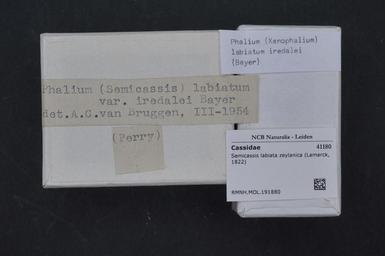 Phalium (Xenophalium)
labiatum iredalei
(Bayer)
Phalium (Semicassis) labiatum
var. iredalei Bayer
det.A.C.van Bruggen, III-1954
(Perry)
NCB Naturalis - Leiden
Cassidae 41180
Semicassis labiata zeylanica (Lamarck,
1822)
RMNH.MOL.191880